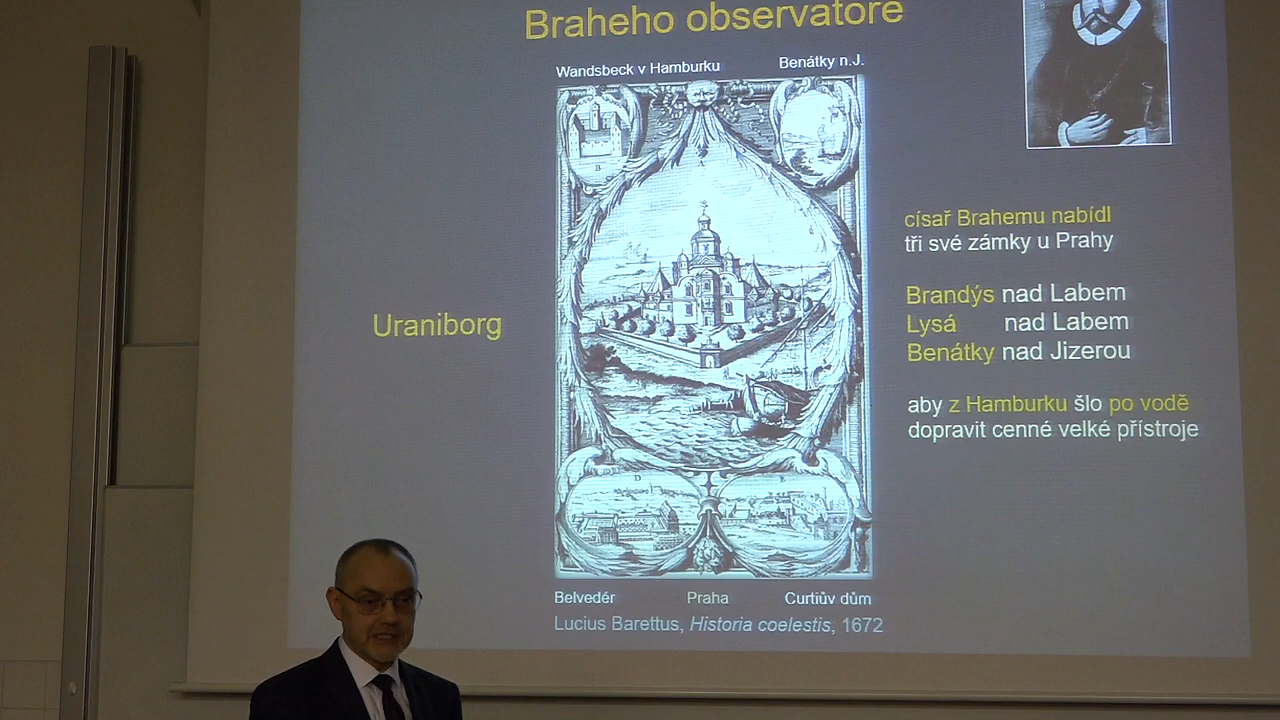 Braheho observatoře
Wandsbeck v Hamburku
Benátky n.J.
císař Brahemu nabídl
tři své zámky u Prahy
Uraniborg
Brandýs nad Labem
Lysá nad Labem
Benátky nad Jizerou
aby z Hamburku šlo po vodě
dopravit cenné velké přístroje
B
D
E
Belvedér
Praha
Curtiův dům
Lucius Barettus, Historia coelestis, 1672